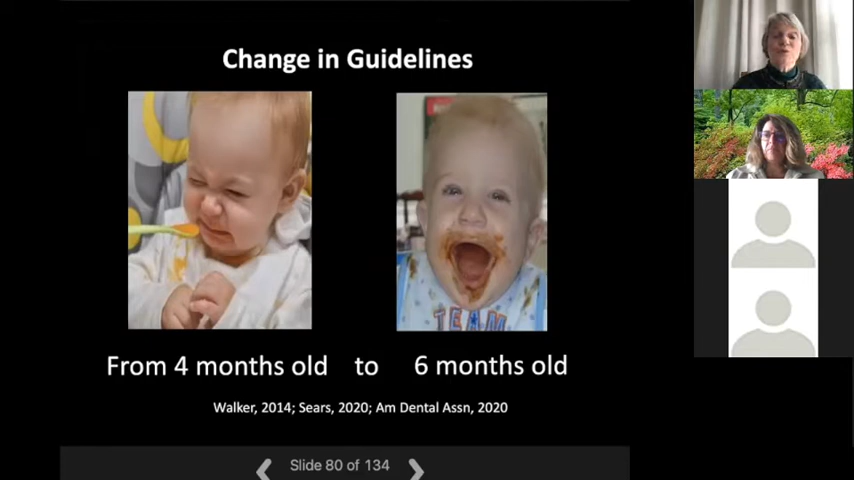 Change in Guidelines
TEAM
From 4 months old to 6 months old
Walker, 2014; Sears, 2020; Am Dental Assn, 2020
Slide 80 of 134